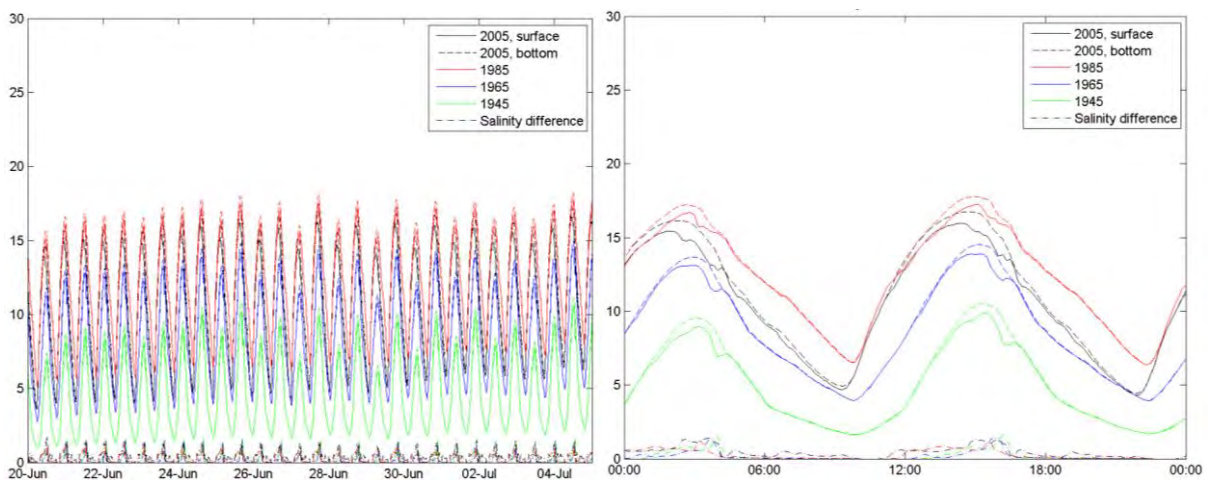 30
25
20
15
10
5
0
20-Jun 22-Jun 24-Jun 26-Jun 28-Jun 30-Jun 02-Jul 04-Jul
2005, surface
2005, bottom
1985
1965
1945
Salinity difference
30
25
20
15
10
5
0
00:00 06:00 12:00 18:00 00:00
2005, surface
2005, bottom
1985
1965
1945
Salinity difference